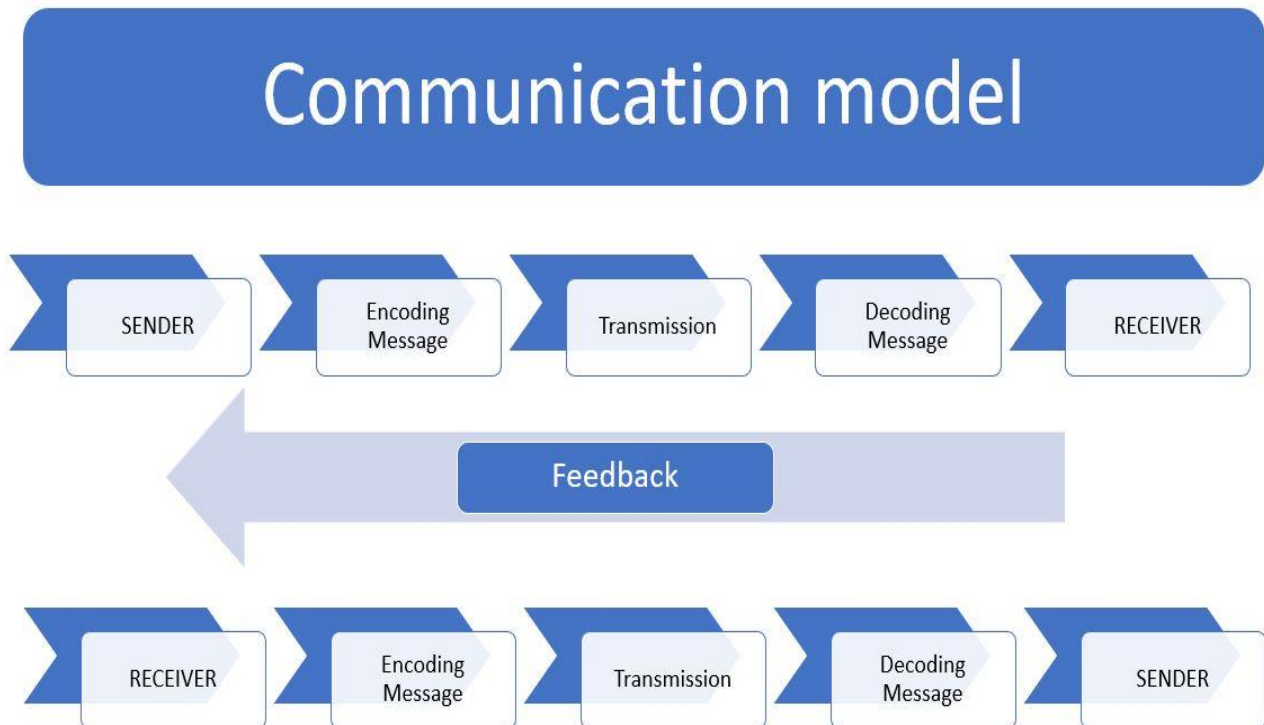 Communication model
SENDER
Encoding
Message
Transmission
Decoding
Message
RECEIVER
Feedback
RECEIVER
Encoding
Message
Transmission
Decoding
Message
SENDER